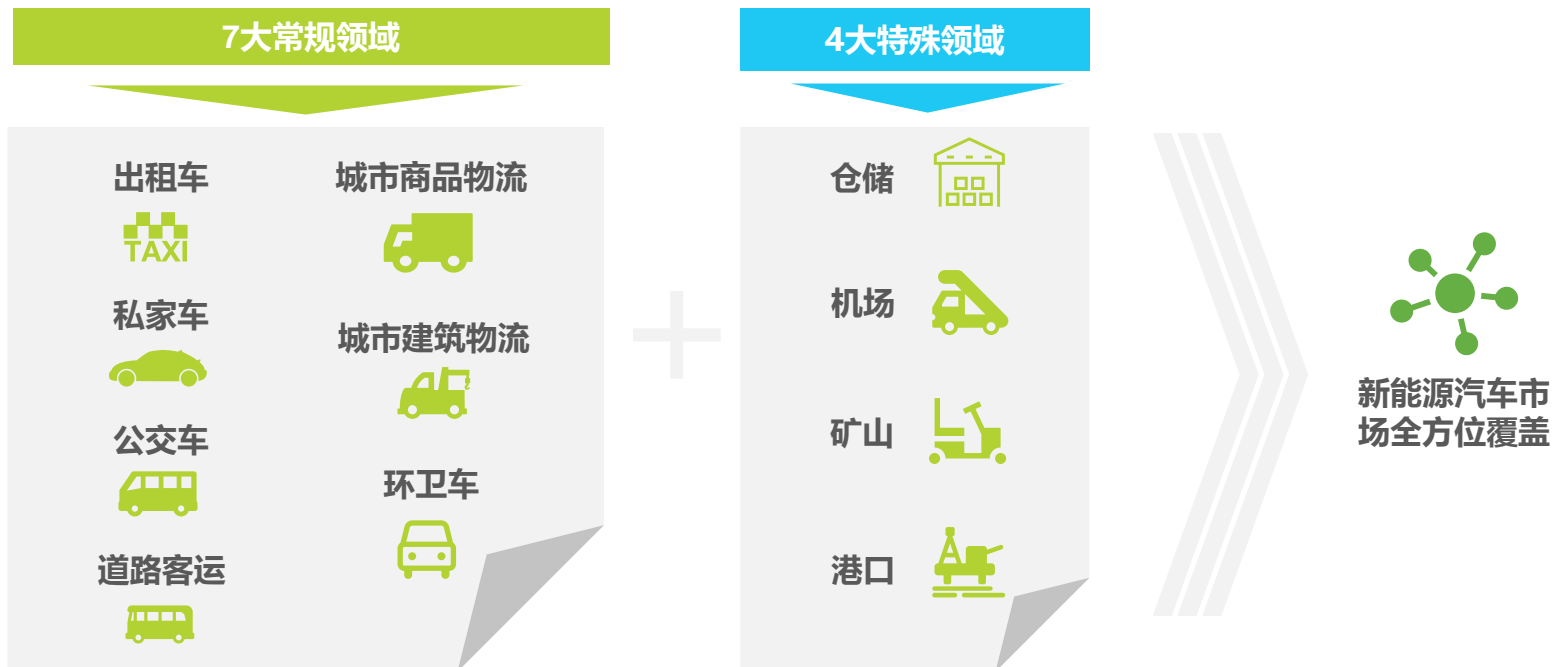 7大常规领域
出租车
TAXI
私家车
公交车
道路客运
城市商品物流
城市建筑物流
环卫车
4大特殊领域
仓储
机场
矿山
港口
新能源汽车市
场全方位覆盖